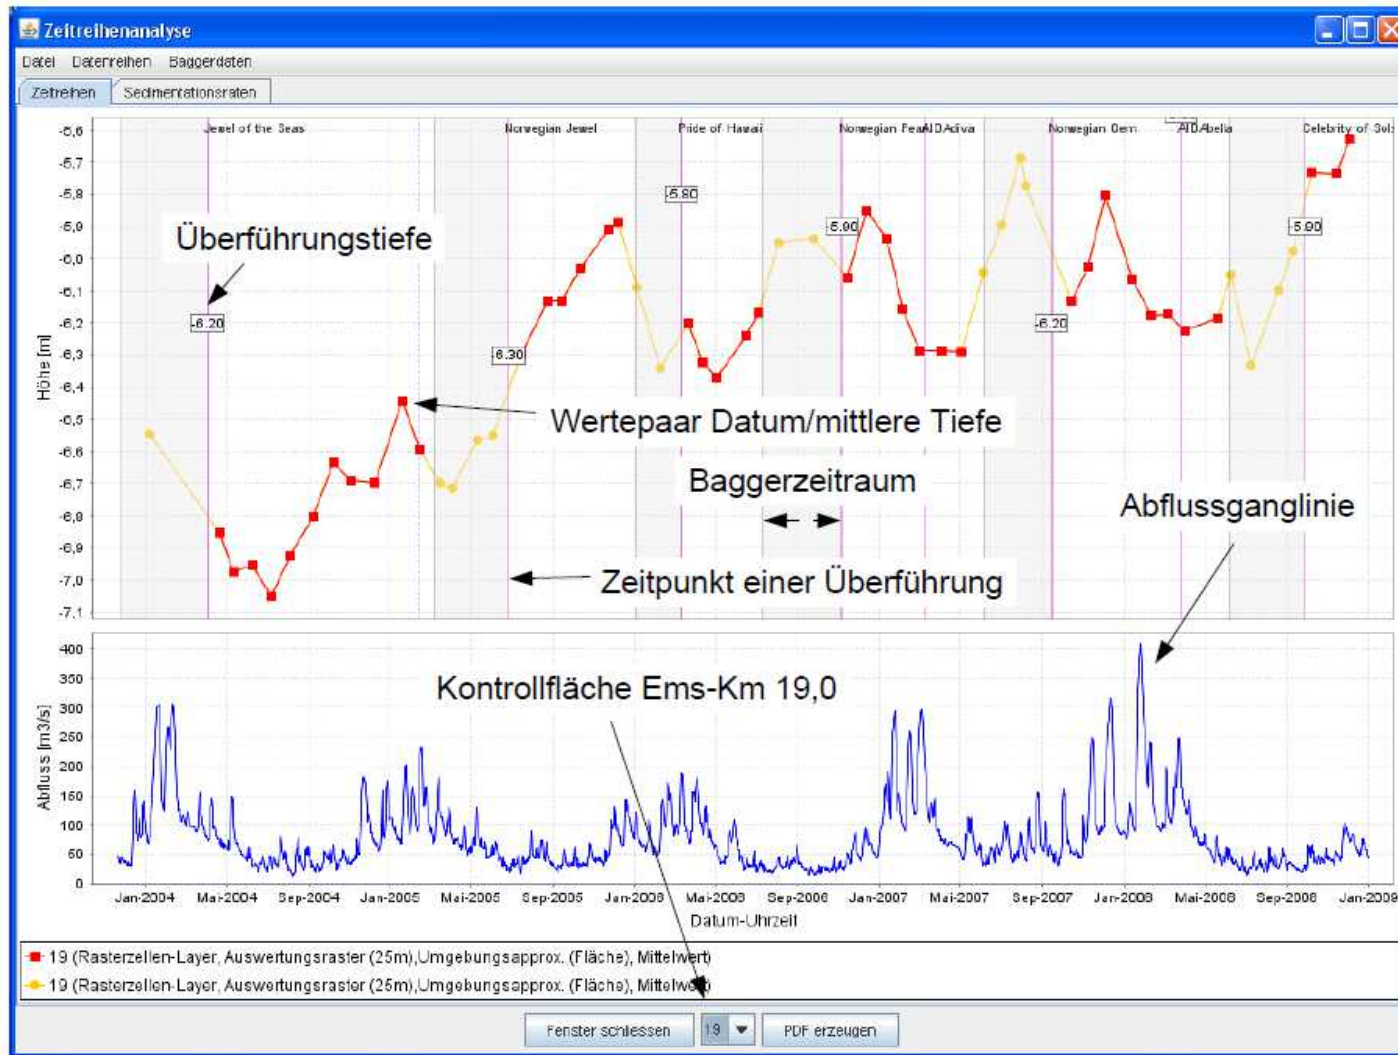 Zeitreihenanalyse
Datei Datenreihen Baggerdaten
Zeitreihen Sedimentationsraten
Jewel of the Seas Norwegian Jewel Pride of Hawaii Norwegian Pearl AIDAdiva Norwegian Gem AIDAbella Celebrity of Sols
-5,6
-5,7
-5,8
-5,9
-6,0
-6,1
-6,2
-6,3
-6,4
-6,5
-6,6
-6,7
-6,8
-6,9
-7,0
-7,1
Höhe [m]
-6.20
-6.30
-5.80
-5.90
-6.20
-5.90
Überführungstiefe
Wertepaar Datum/mittlere Tiefe
Baggerzeitraum
Abflussganglinie
Zeitpunkt einer Überführung
Kontrollfläche Ems-Km 19,0
400
350
300
250
200
150
100
50
0
Abfluss [m3/s]
Jan-2004 Mai-2004 Sep-2004 Jan-2005 Mai-2005 Sep-2005 Jan-2006 Mai-2006 Sep-2006 Jan-2007 Mai-2007 Sep-2007 Jan-2008 Mai-2008 Sep-2008 Jan-2009
Datum-Uhrzeit
19 (Rasterzellen-Layer, Auswertungsraster (25m),Umgebungsapprox. (Fläche), Mittelwert)
19 (Rasterzellen-Layer, Auswertungsraster (25m),Umgebungsapprox. (Fläche), Mittelwert)
Fenster schliessen 19 PDF erzeugen